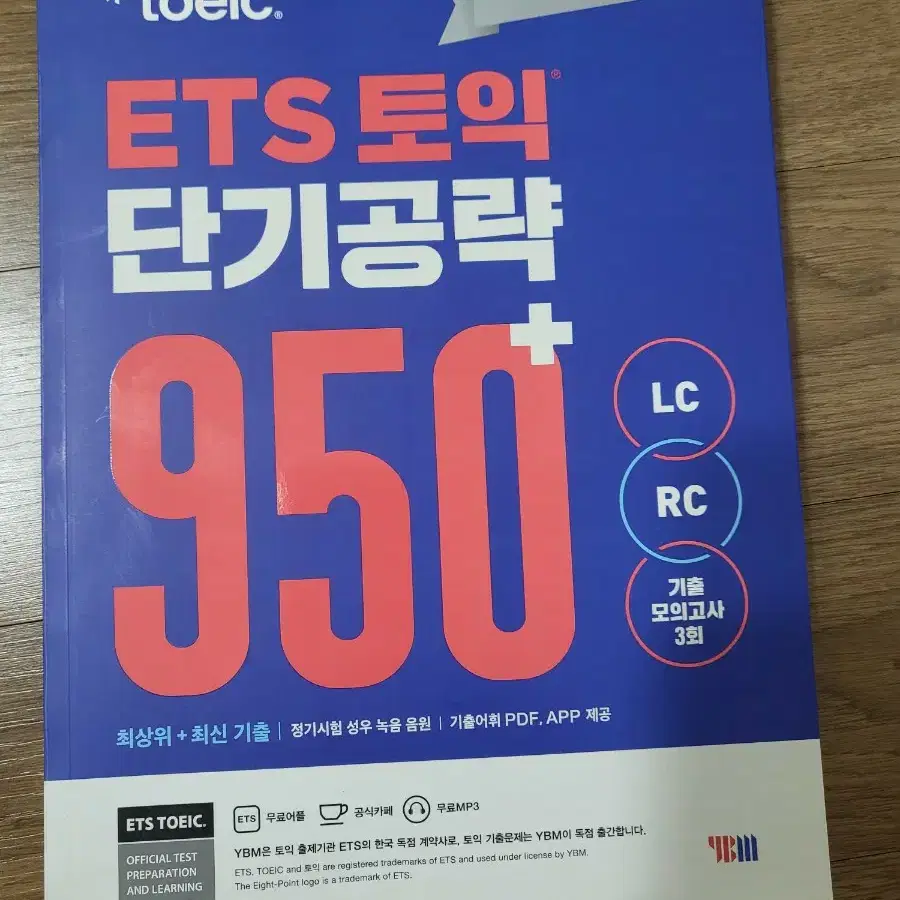 toeic®
ETS 토익®
단기공략
950+
LC
RC
기출
모의고사
3회
최상위 + 최신 기출 | 정기시험 성우 녹음 음원 | 기출어휘 PDF, APP 제공
ETS TOEIC.
OFFICIAL TEST
PREPARATION
AND LEARNING
ETS 무료어플 공식카페 무료MP3
YBM은 토익 출제기관 ETS의 한국 독점 계약사로, 토익 기출문제는 YBM이 독점 출간합니다.
ETS, TOEIC and 토익 are registered trademarks of ETS and used under license by YBM.
The Eight-Point logo is a trademark of ETS.
YBM